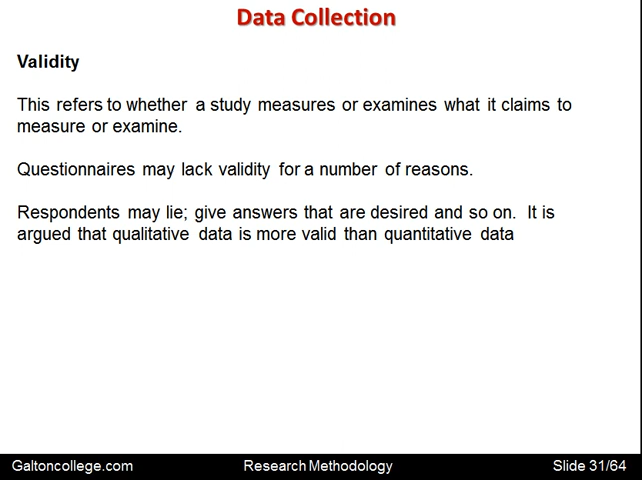 Data Collection
Validity
This refers to whether a study measures or examines what it claims to
measure or examine.
Questionnaires may lack validity for a number of reasons.
Respondents may lie; give answers that are desired and so on. It is
argued that qualitative data is more valid than quantitative data
Galtoncollege.com Research Methodology Slide 31/64